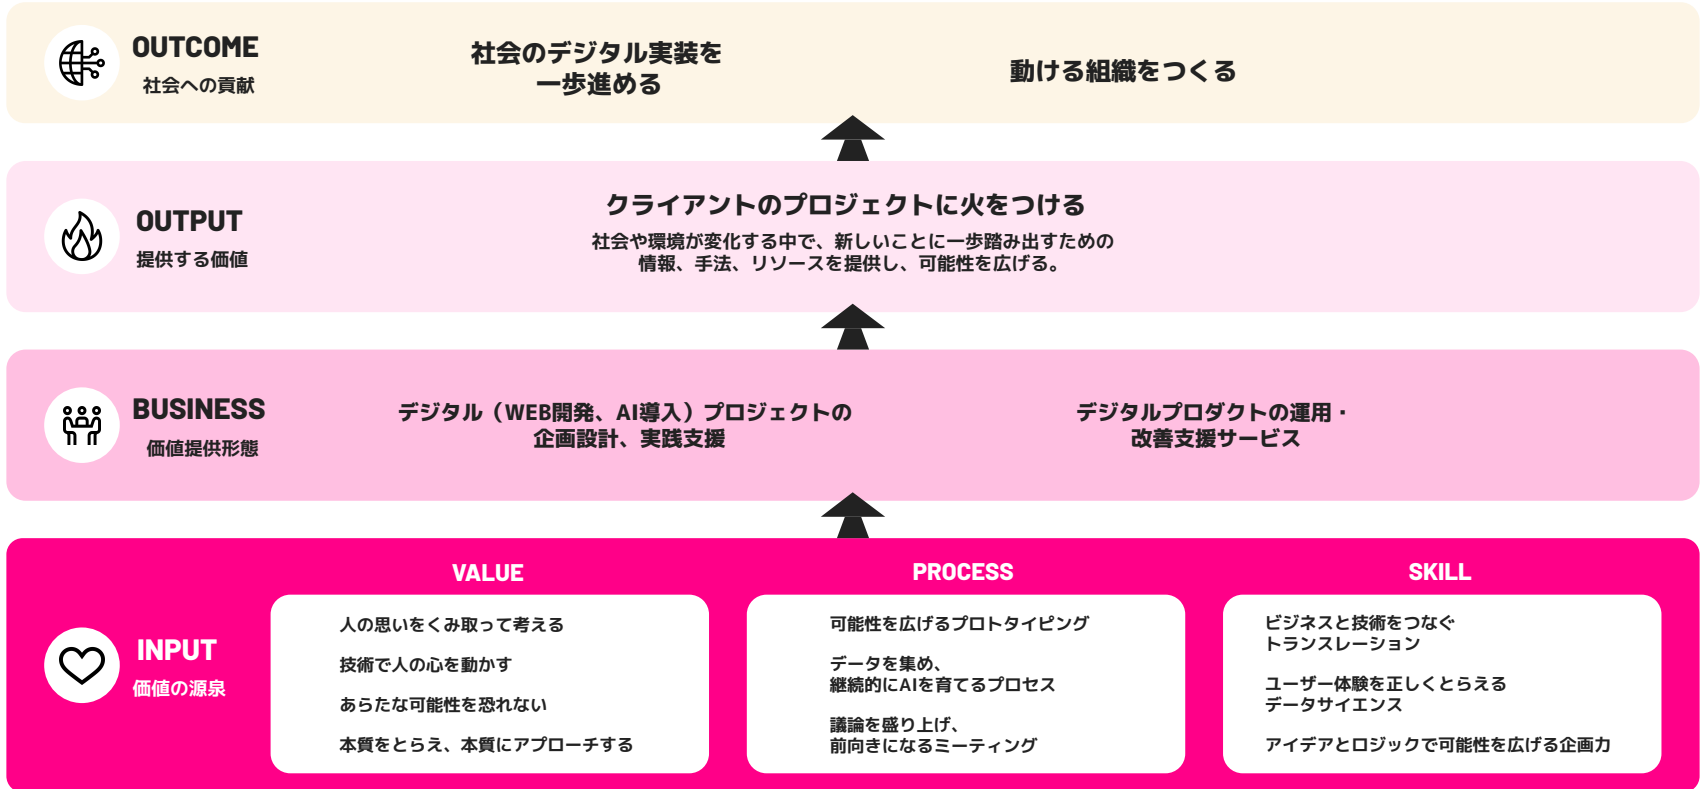 OUTCOME
社会への貢献
社会のデジタル実装を
一歩進める
動ける組織をつくる
OUTPUT
提供する価値
クライアントのプロジェクトに火をつける
社会や環境が変化する中で、新しいことに一歩踏み出すための
情報、手法、リソースを提供し、可能性を広げる。
BUSINESS
価値提供形態
デジタル（WEB開発、AI導入）プロジェクトの
企画設計、実践支援
デジタルプロダクトの運用・
改善支援サービス
INPUT
価値の源泉
VALUE
人の思いをくみ取って考える
技術で人の心を動かす
あらたな可能性を恐れない
本質をとらえ、本質にアプローチする
PROCESS
可能性を広げるプロトタイピング
データを集め、
継続的にAIを育てるプロセス
議論を盛り上げ、
前向きになるミーティング
SKILL
ビジネスと技術をつなぐ
トランスレーション
ユーザー体験を正しくとらえる
データサイエンス
アイデアとロジックで可能性を広げる企画力